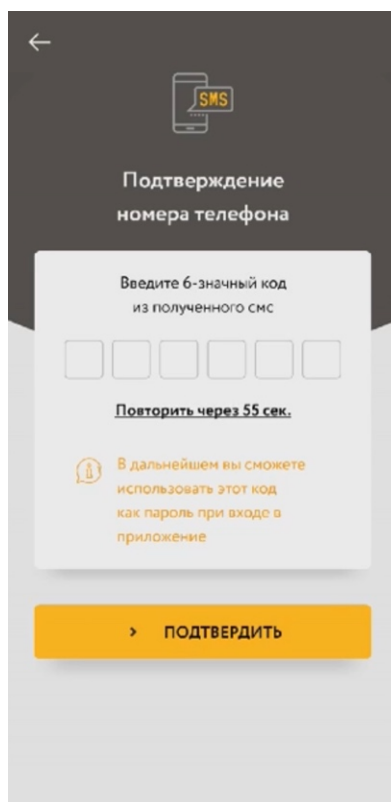 SMS
Подтверждение
номера телефона
Введите 6-значный код
из полученного смс
Повторить через 55 сек.
В дальнейшем вы сможете
использовать этот код
как пароль при входе в
приложение
ПОДТВЕРДИТЬ